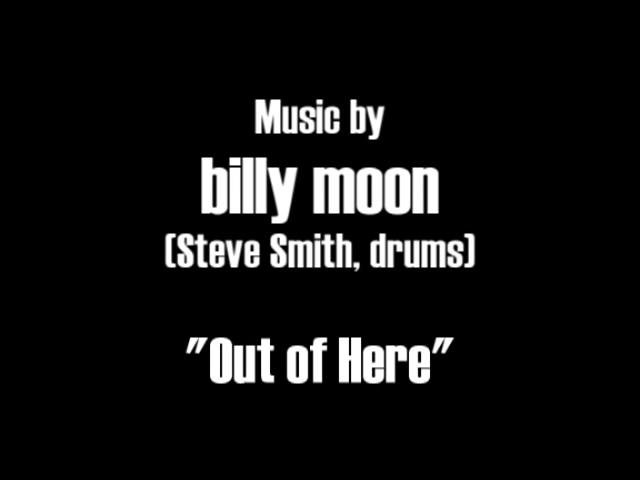 Music by
billy moon
(Steve Smith, drums)
"Out of Here"